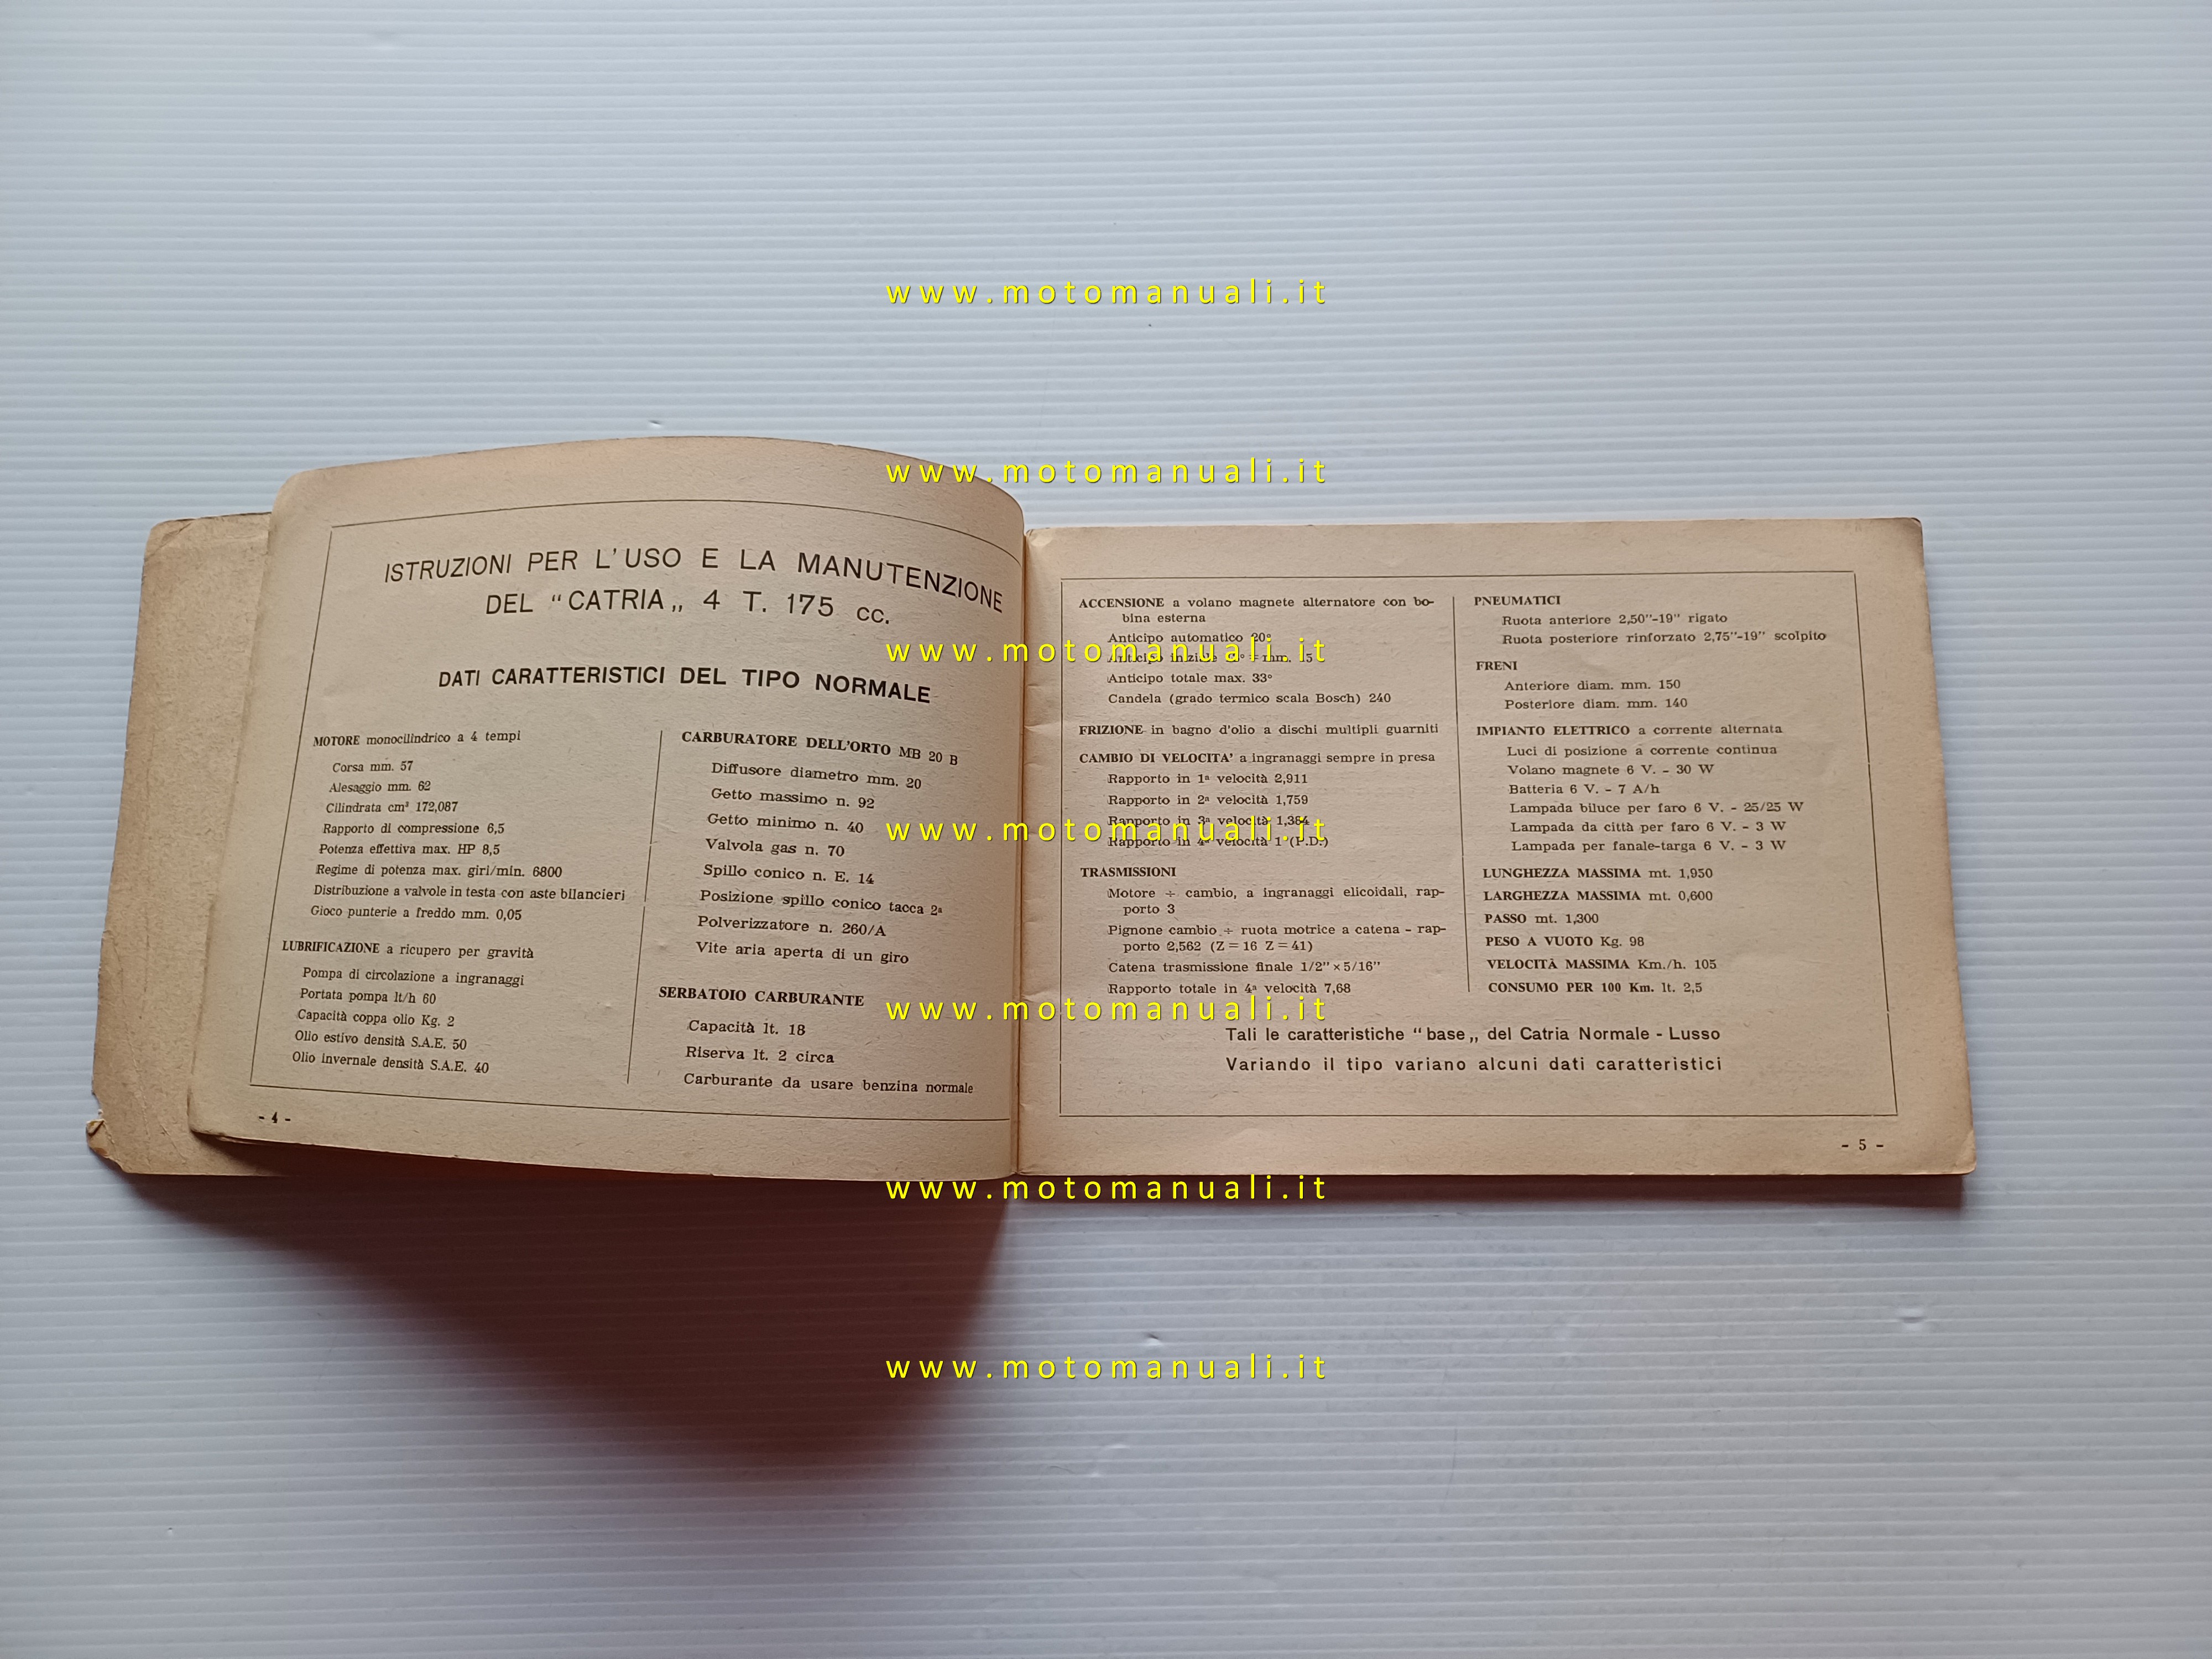 ISTRUZIONI PER L'USO E LA MANUTENZIONE
DEL “CATRIA„ 4 T. 175 cc.
DATI CARATTERISTICI DEL TIPO NORMALE
MOTORE monocilindrico a 4 tempi
Corsa mm. 57
Alesaggio mm. 62
Cilindrata cm³ 172,087
Rapporto di compressione 6,5
Potenza effettiva max. HP 8,5
Regime di potenza max. giri/min. 6800
Distribuzione a valvole in testa con aste bilancieri
Gioco punterie a freddo mm. 0,05
LUBRIFICAZIONE a ricupero per gravità
Pompa di circolazione a ingranaggi
Portata pompa lt/h 60
Capacità coppa olio Kg. 2
Olio estivo densità S.A.E. 50
Olio invernale densità S.A.E. 40
CARBURATORE DELL'ORTO MB 20 B
Diffusore diametro mm. 20
Getto massimo n. 92
Getto minimo n. 40
Valvola gas n. 70
Spillo conico n. E. 14
Posizione spillo conico tacca 2ª
Polverizzatore n. 260/A
Vite aria aperta di un giro
SERBATOIO CARBURANTE
Capacità lt. 18
Riserva lt. 2 circa
Carburante da usare benzina normale
- 4 -
ACCENSIONE a volano magnete alternatore con bo-
bina esterna
Anticipo automatico 20°
Anticipo iniziale
Anticipo totale max. 33°
Candela (grado termico scala Bosch) 240
FRIZIONE in bagno d'olio a dischi multipli guarniti
CAMBIO DI VELOCITA' a ingranaggi sempre in presa
Rapporto in 1ª velocità 2,911
Rapporto in 2ª velocità 1,759
Rapporto in 3ª velocità
Rapporto in 4ª velocità 1 (P.D.)
TRASMISSIONI
Motore ÷ cambio, a ingranaggi elicoidali, rap-
porto 3
Pignone cambio ÷ ruota motrice a catena - rap-
porto 2,562 (Z = 16 Z = 41)
Catena trasmissione finale 1/2" × 5/16"
Rapporto totale in 4ª velocità 7,68
PNEUMATICI
Ruota anteriore 2,50"-19" rigato
Ruota posteriore rinforzato 2,75"-19" scolpito
FRENI
Anteriore diam. mm. 150
Posteriore diam. mm. 140
IMPIANTO ELETTRICO a corrente alternata
Luci di posizione a corrente continua
Volano magnete 6 V. - 30 W
Batteria 6 V. - 7 A/h
Lampada biluce per faro 6 V. - 25/25 W
Lampada da città per faro 6 V. - 3 W
Lampada per fanale-targa 6 V. - 3 W
LUNGHEZZA MASSIMA mt. 1,950
LARGHEZZA MASSIMA mt. 0,600
PASSO mt. 1,300
PESO A VUOTO Kg. 98
VELOCITÀ MASSIMA Km./h. 105
CONSUMO PER 100 Km. lt. 2,5
Tali le caratteristiche “base„ del Catria Normale - Lusso
Variando il tipo variano alcuni dati caratteristici
- 5 -
www.motomanuali.it
www.motomanuali.it
www.motomanuali.it
www.motomanuali.it
www.motomanuali.it
www.motomanuali.it
www.motomanuali.it